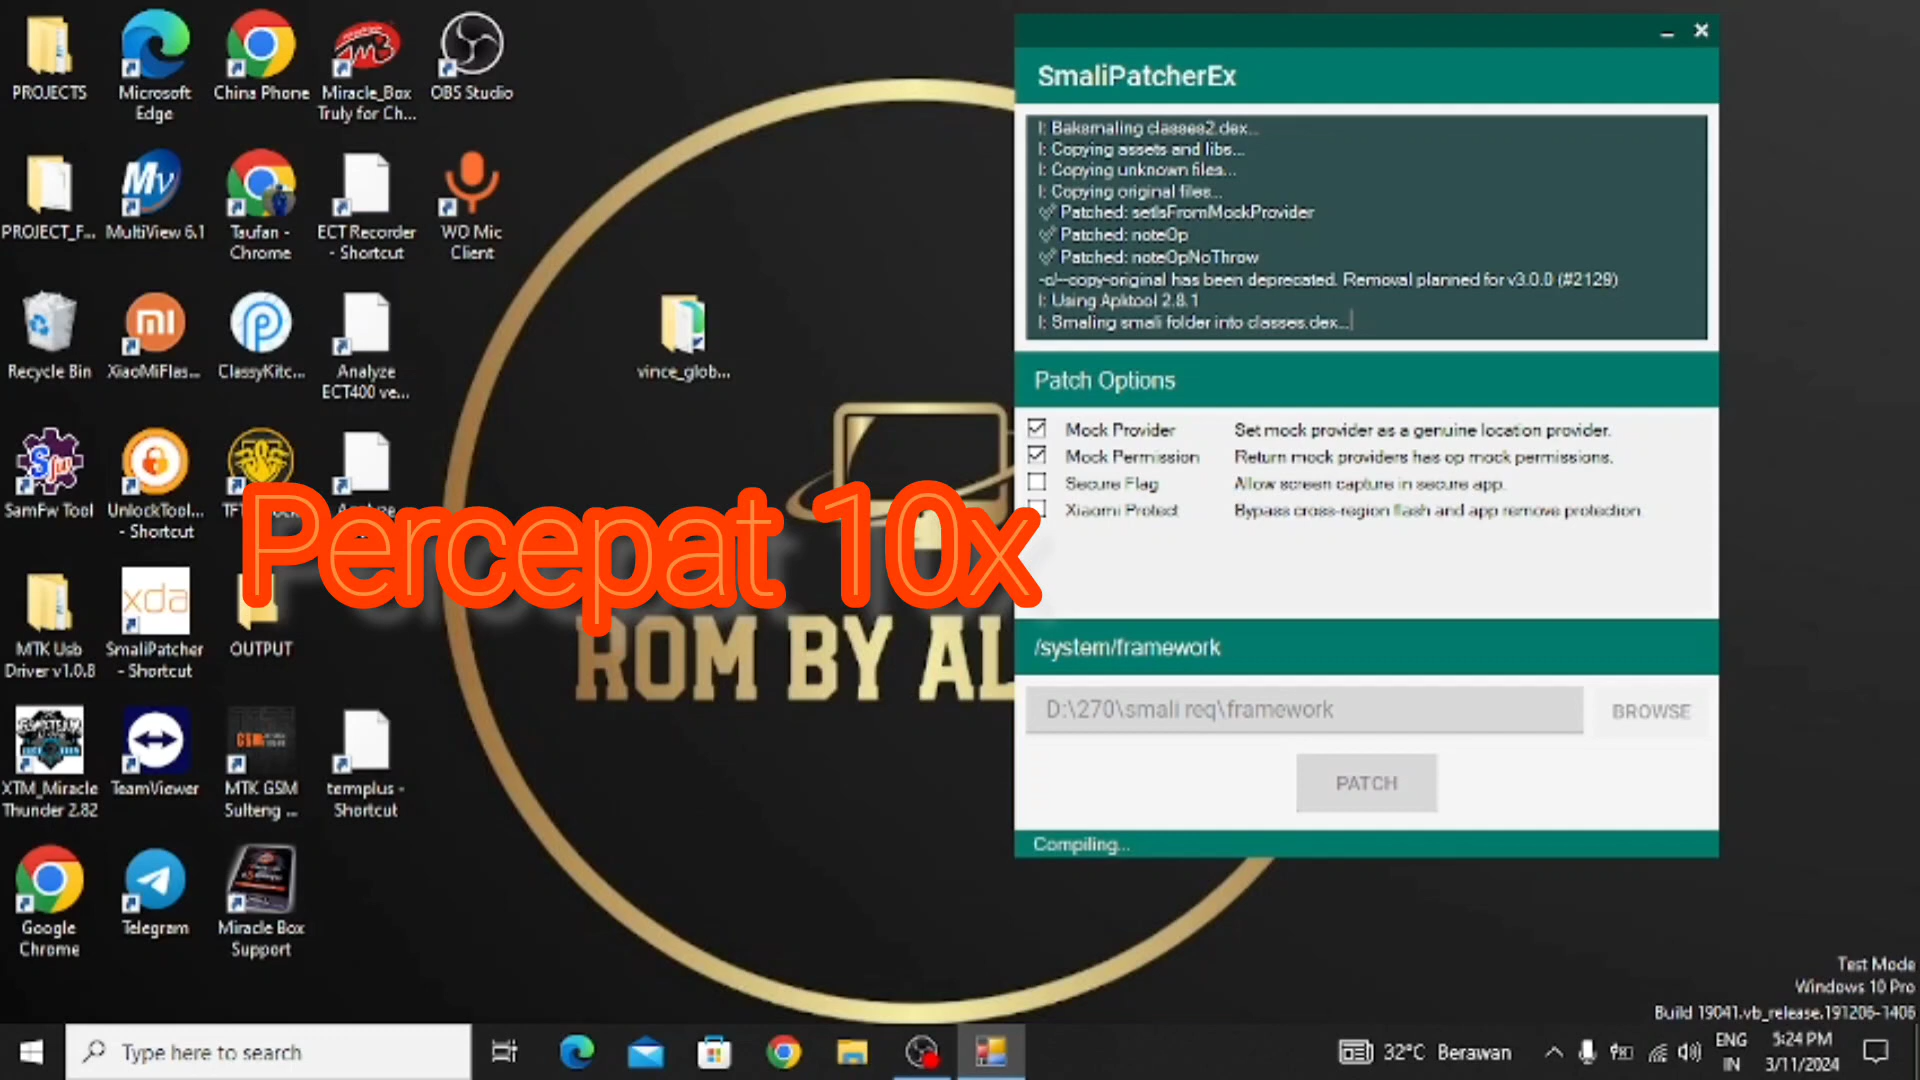 PROJECTS
Microsoft
Edge
China Phone
Miracle_Box
Truly for Ch...
OBS Studio
PROJECT_F...
MultiView 6.1
Taufan -
Chrome
ECT Recorder
- Shortcut
WO Mic
Client
Recycle Bin
XiaoMiFlas...
ClassyKitc...
Analyze
ECT400 ve...
vince_glob...
SamFw Tool
UnlockTool...
- Shortcut
Percepat 10x
MTK Usb
Driver v1.0.8
xda
SmaliPatcher
- Shortcut
OUTPUT
ROM BY AL
XTM_Miracle
Thunder 2.82
TeamViewer
MTK GSM
Sulteng ...
termplus -
Shortcut
Google
Chrome
Telegram
Miracle Box
Support
SmaliPatcherEx
I: Baksmaling classes2.dex...
I: Copying assets and libs...
I: Copying unknown files...
I: Copying original files...
Patched: setIsFromMockProvider
Patched: noteOp
Patched: noteOpNoThrow
-c/--copy-original has been deprecated. Removal planned for v3.0.0 (#2129)
I: Using Apktool 2.8.1
I: Smaling smali folder into classes.dex...
Patch Options
Mock Provider Set mock provider as a genuine location provider.
Mock Permission Return mock providers has op mock permissions.
Secure Flag Allow screen capture in secure app.
Xiaomi Protect Bypass cross-region flash and app remove protection.
/system/framework
D:\270\smali req\framework
BROWSE
PATCH
Compiling...
Test Mode
Windows 10 Pro
Build 19041.vb_release.191206-1406
Type here to search
32°C Berawan
ENG
IN
5:24 PM
3/11/2024